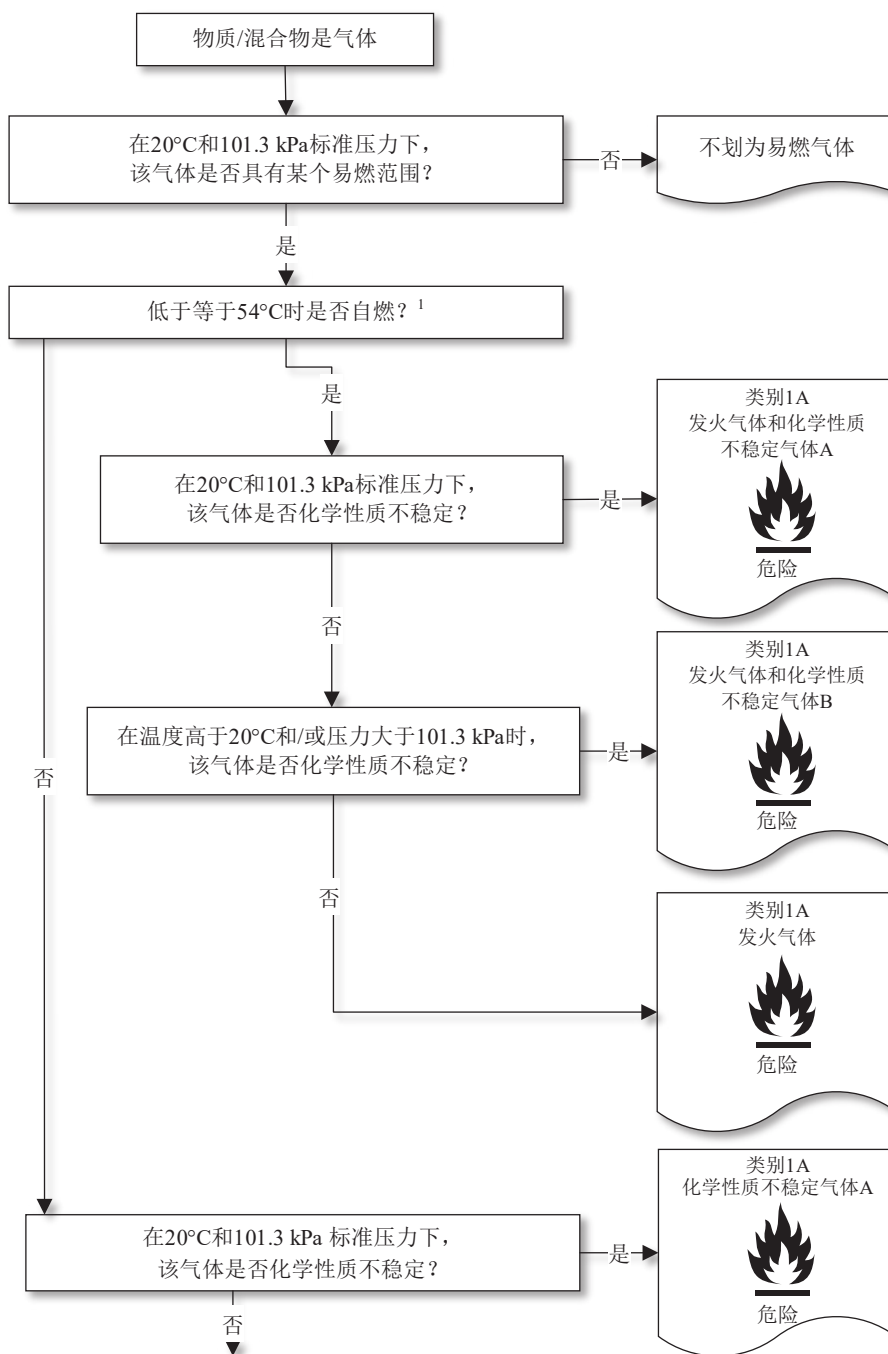 物质/混合物是气体
在20°C和101.3 kPa标准压力下，
该气体是否具有某个易燃范围？
否
不划为易燃气体
是
低于等于54°C时是否自燃？ 1
是
类别1A
发火气体和化学性质
不稳定气体A
危险
在20°C和101.3 kPa标准压力下，
该气体是否化学性质不稳定？
是
否
类别1A
发火气体和化学性质
不稳定气体B
危险
在温度高于20°C和/或压力大于101.3 kPa时，
该气体是否化学性质不稳定？
是
否
否
类别1A
发火气体
危险
类别1A
化学性质不稳定气体A
危险
在20°C和101.3 kPa 标准压力下，
该气体是否化学性质不稳定？
是
否